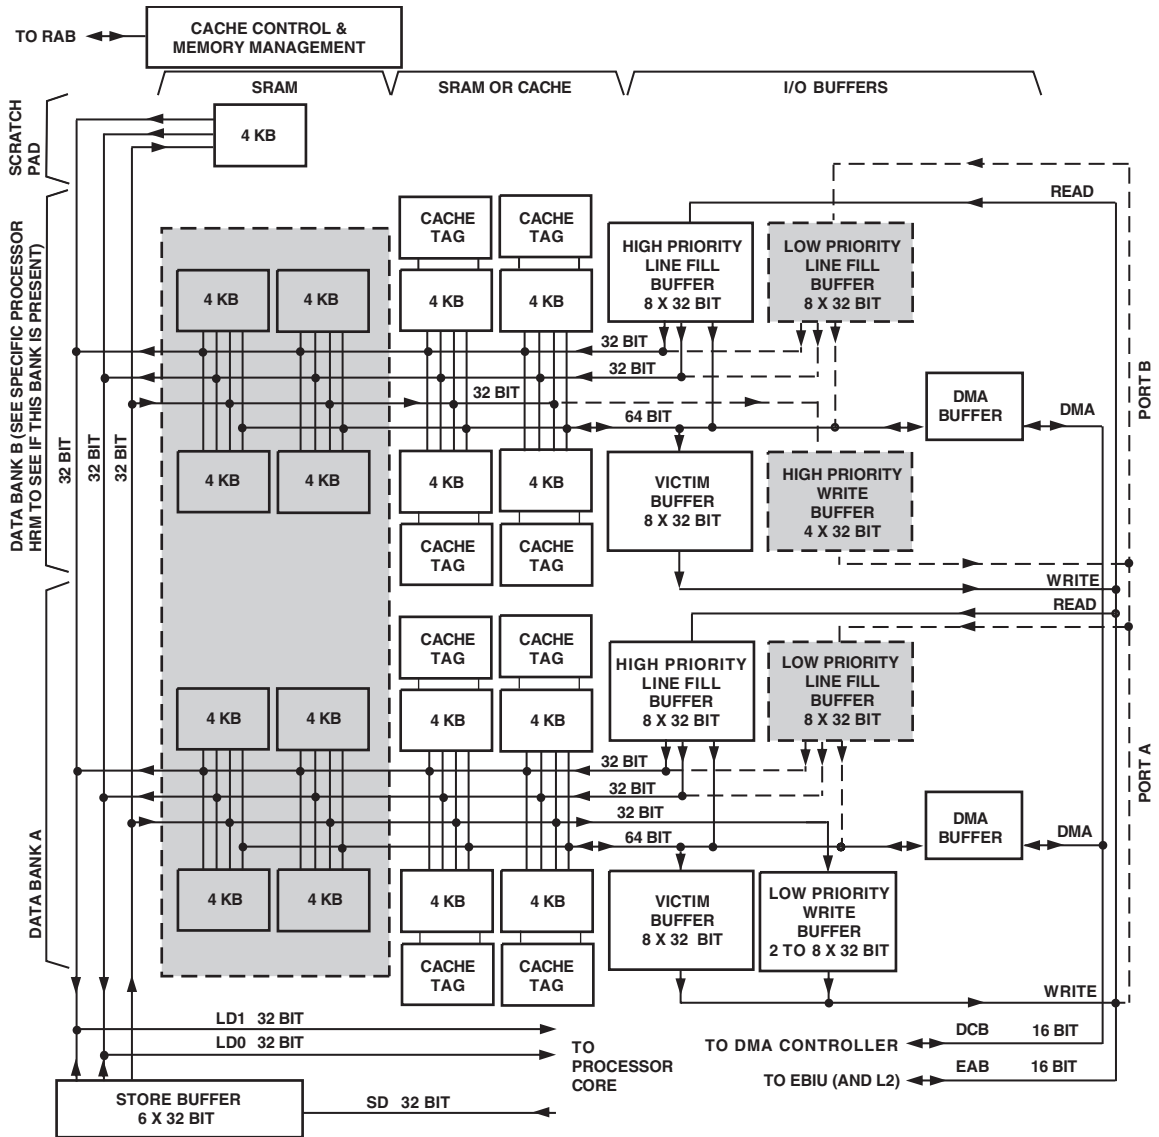 CACHE CONTROL &
MEMORY MANAGEMENT
TO RAB
SRAM
SRAM OR CACHE
I/O BUFFERS
SCRATCH
PAD
4 KB
READ
DATA BANK B (SEE SPECIFIC PROCESSOR
HRM TO SEE IF THIS BANK IS PRESENT)
CACHE
TAG
CACHE
TAG
HIGH PRIORITY
LINE FILL
BUFFER
8 X 32 BIT
LOW PRIORITY
LINE FILL
BUFFER
8 X 32 BIT
4 KB
4 KB
4 KB
4 KB
32 BIT
32 BIT
32 BIT
64 BIT
DMA
BUFFER
DMA
PORT B
32 BIT
32 BIT
32 BIT
4 KB
4 KB
4 KB
4 KB
VICTIM
BUFFER
8 X 32 BIT
HIGH PRIORITY
WRITE
BUFFER
4 X 32 BIT
CACHE
TAG
CACHE
TAG
WRITE
READ
DATA BANK A
CACHE
TAG
CACHE
TAG
HIGH PRIORITY
LINE FILL
BUFFER
8 X 32 BIT
LOW PRIORITY
LINE FILL
BUFFER
8 X 32 BIT
4 KB
4 KB
4 KB
4 KB
32 BIT
32 BIT
32 BIT
64 BIT
DMA
BUFFER
DMA
PORT A
4 KB
4 KB
4 KB
4 KB
VICTIM
BUFFER
8 X 32 BIT
LOW PRIORITY
WRITE
BUFFER
2 TO 8 X 32 BIT
CACHE
TAG
CACHE
TAG
WRITE
LD1 32 BIT
LD0 32 BIT
TO
PROCESSOR
CORE
TO DMA CONTROLLER
DCB 16 BIT
TO EBIU (AND L2)
EAB 16 BIT
STORE BUFFER
6 X 32 BIT
SD 32 BIT